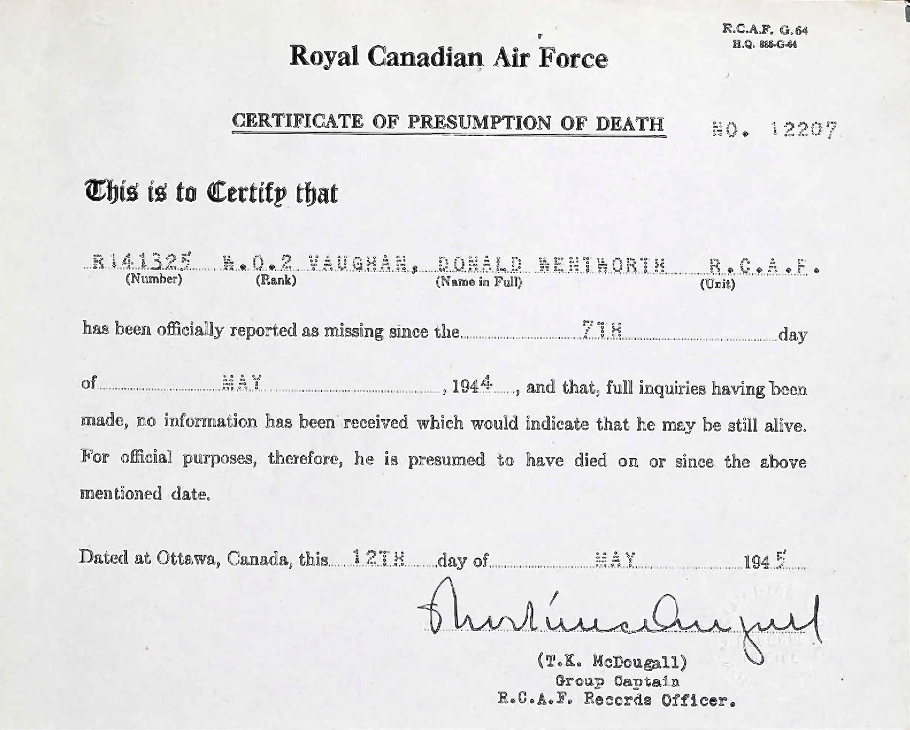 R.C.A.F. G.64
H.Q. 885-G-64
Royal Canadian Air Force
CERTIFICATE OF PRESUMPTION OF DEATH
NO. 12207
This is to Certify that
R141325 W.O.2 VAUGHAN, DONALD WENTWORTH R.C.A.F.
(Number) (Rank) (Name in Full) (Unit)
has been officially reported as missing since the 7TH day
of MAY, 1944, and that, full inquiries having been
made, no information has been received which would indicate that he may be still alive.
For official purposes, therefore, he is presumed to have died on or since the above
mentioned date.
Dated at Ottawa, Canada, this 12TH day of MAY 1945
(T.K. McDougall)
Group Captain
R.C.A.F. Records Officer.